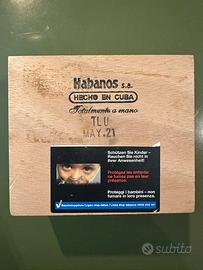 Habanos s.a.
HECHO EN CUBA
Totalmente a mano
TLU
MAY.21
Schützen Sie Kinder –
Rauchen Sie nicht in
ihrer Anwesenheit!
Protégez les enfants:
ne fumez pas en leur
présence.
Proteggi i bambini – non
fumare in loro presenza.
subito